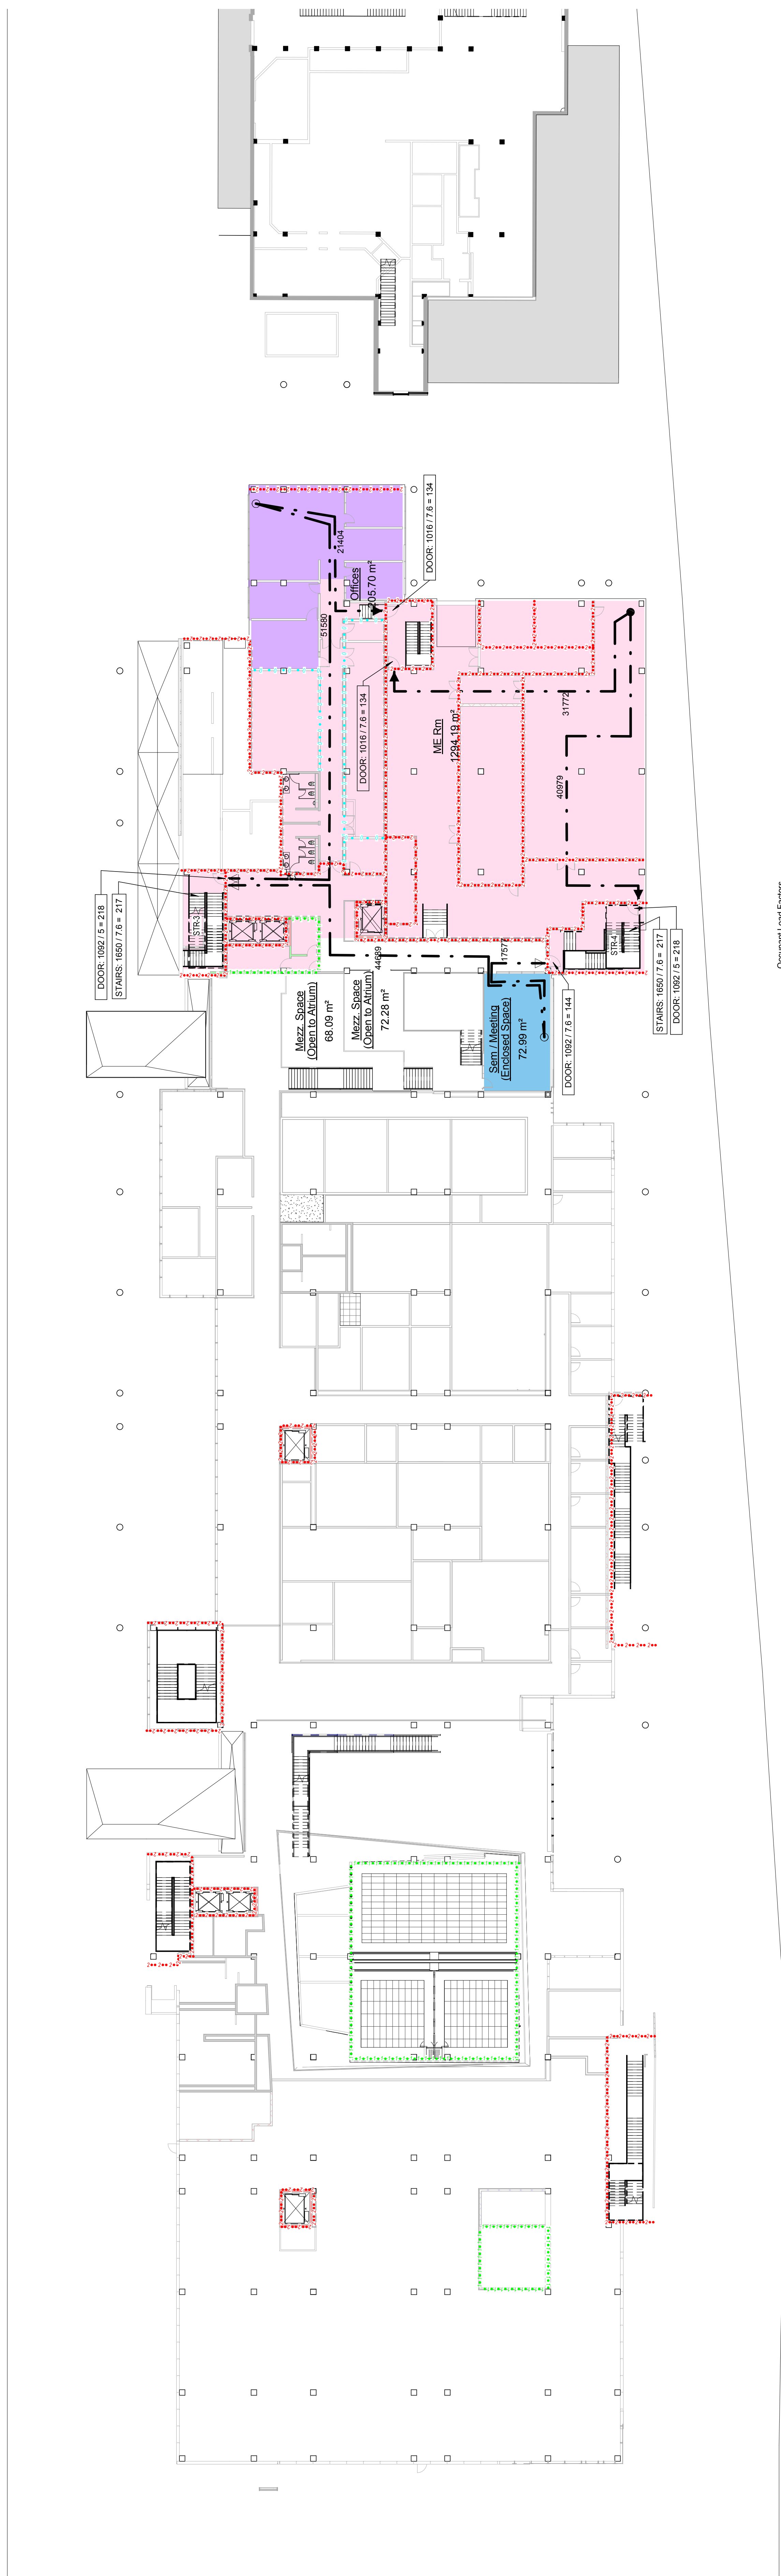 DOOR: 1016 / 7.6 = 134
21404
Offices
205.70 m²
51580
DOOR: 1016 / 7.6 = 134
ME Rm
1294.19 m²
31772
40979
DOOR: 1092 / 5 = 218
STAIRS: 1650 / 7.6 = 217
STR-3
44689
17577
STR-4
STAIRS: 1650 / 7.6 = 217
DOOR: 1092 / 5 = 218
DOOR: 1092 / 7.6 = 144
Mezz. Space
(Open to Atrium)
68.09 m²
Mezz. Space
(Open to Atrium)
72.28 m²
Sem / Meeting
(Enclosed Space)
72.99 m²